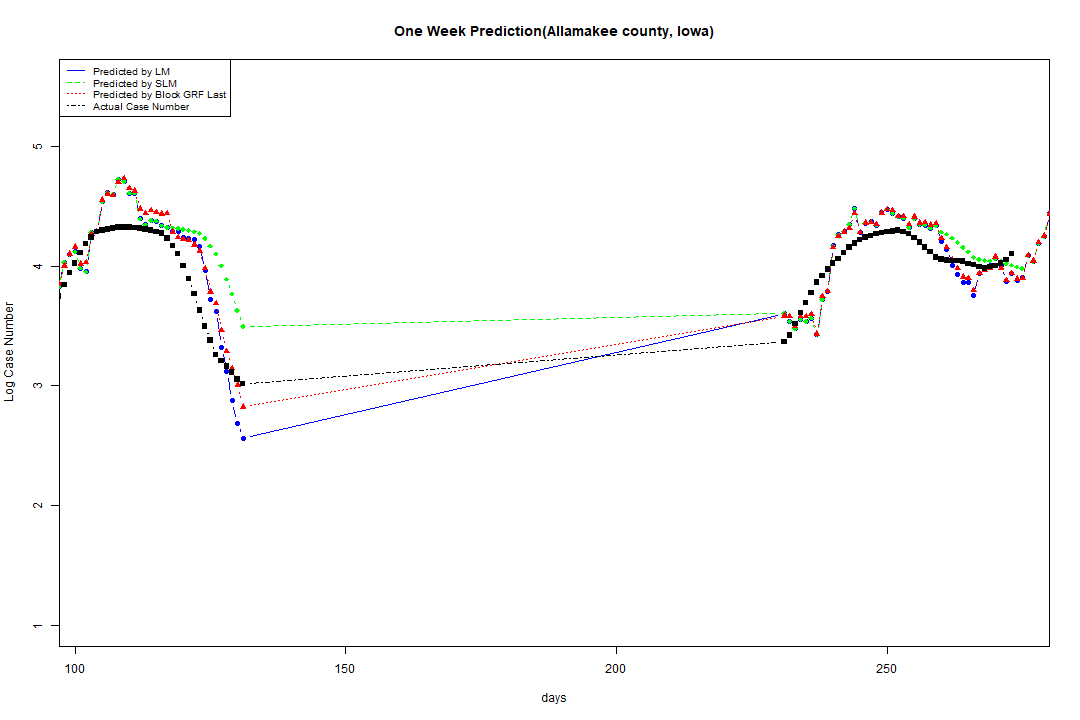 One Week Prediction(Allamakee county, Iowa)
Predicted by LM
Predicted by SLM
Predicted by Block GRF Last
Actual Case Number
5
4
3
2
1
Log Case Number
100 150 200 250
days